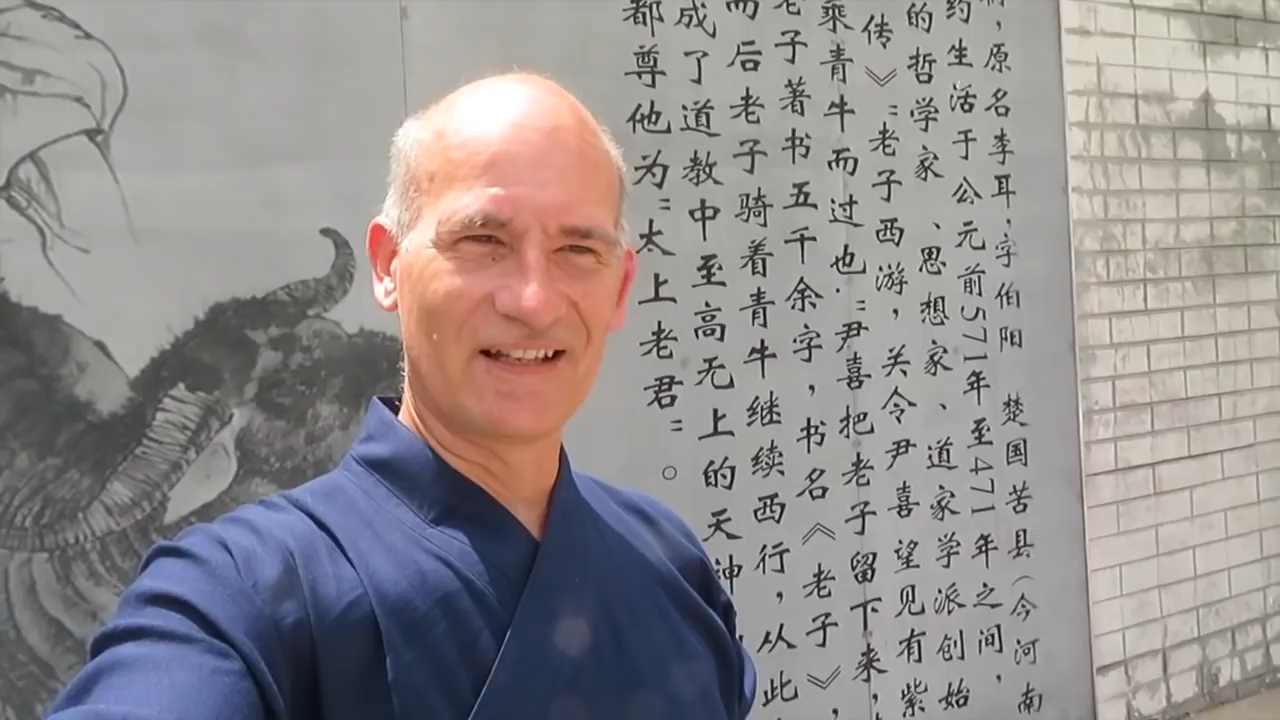 ，原名李耳，字伯阳 楚国苦县（今河南
约生活于公元前571年至471年之间，
的哲学家、思想家、道家学派创始
传》“老子西游，关令尹喜望见有紫
乘青牛而过也.”尹喜把老子留下来，
老子著书五千余字，书名《老子》，
而后老子骑着青牛继续西行，从此
成了道教中至高无上的天神
都尊他为“太上老君”。